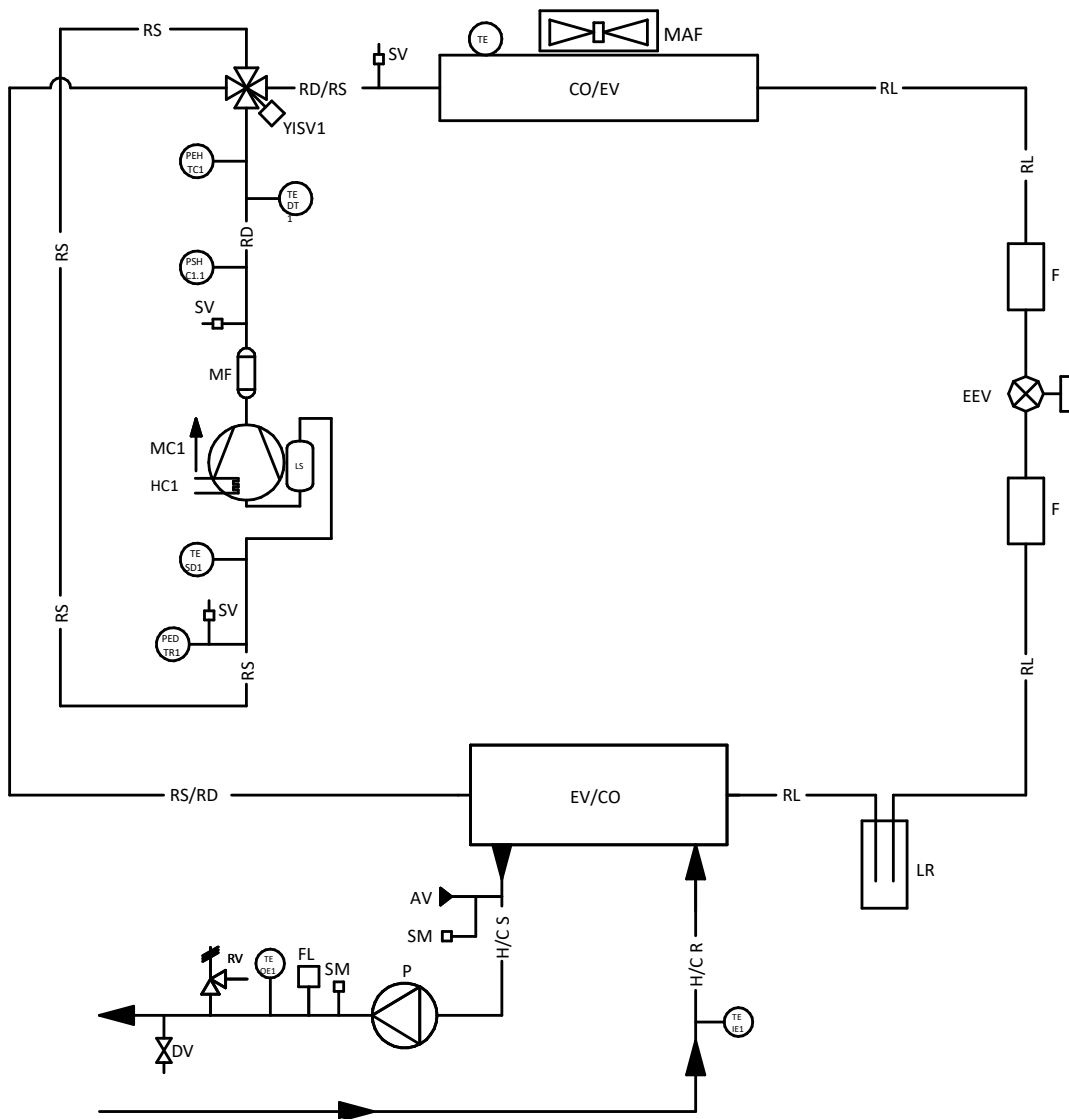 RS
SV
TE
MAF
RD/RS
CO/EV
RL
YISV1
PEH
TC1
TE
DT
1
RL
RS
RD
PSH
C1.1
F
SV
MF
EEV
MC1
LS
HC1
F
TE
SD1
RS
SV
PED
TR1
RS
RL
RS/RD
EV/CO
RL
LR
AV
SM
H/C S
H/C R
RV
TE
OE1
FL
SM
P
TE
IE1
DV